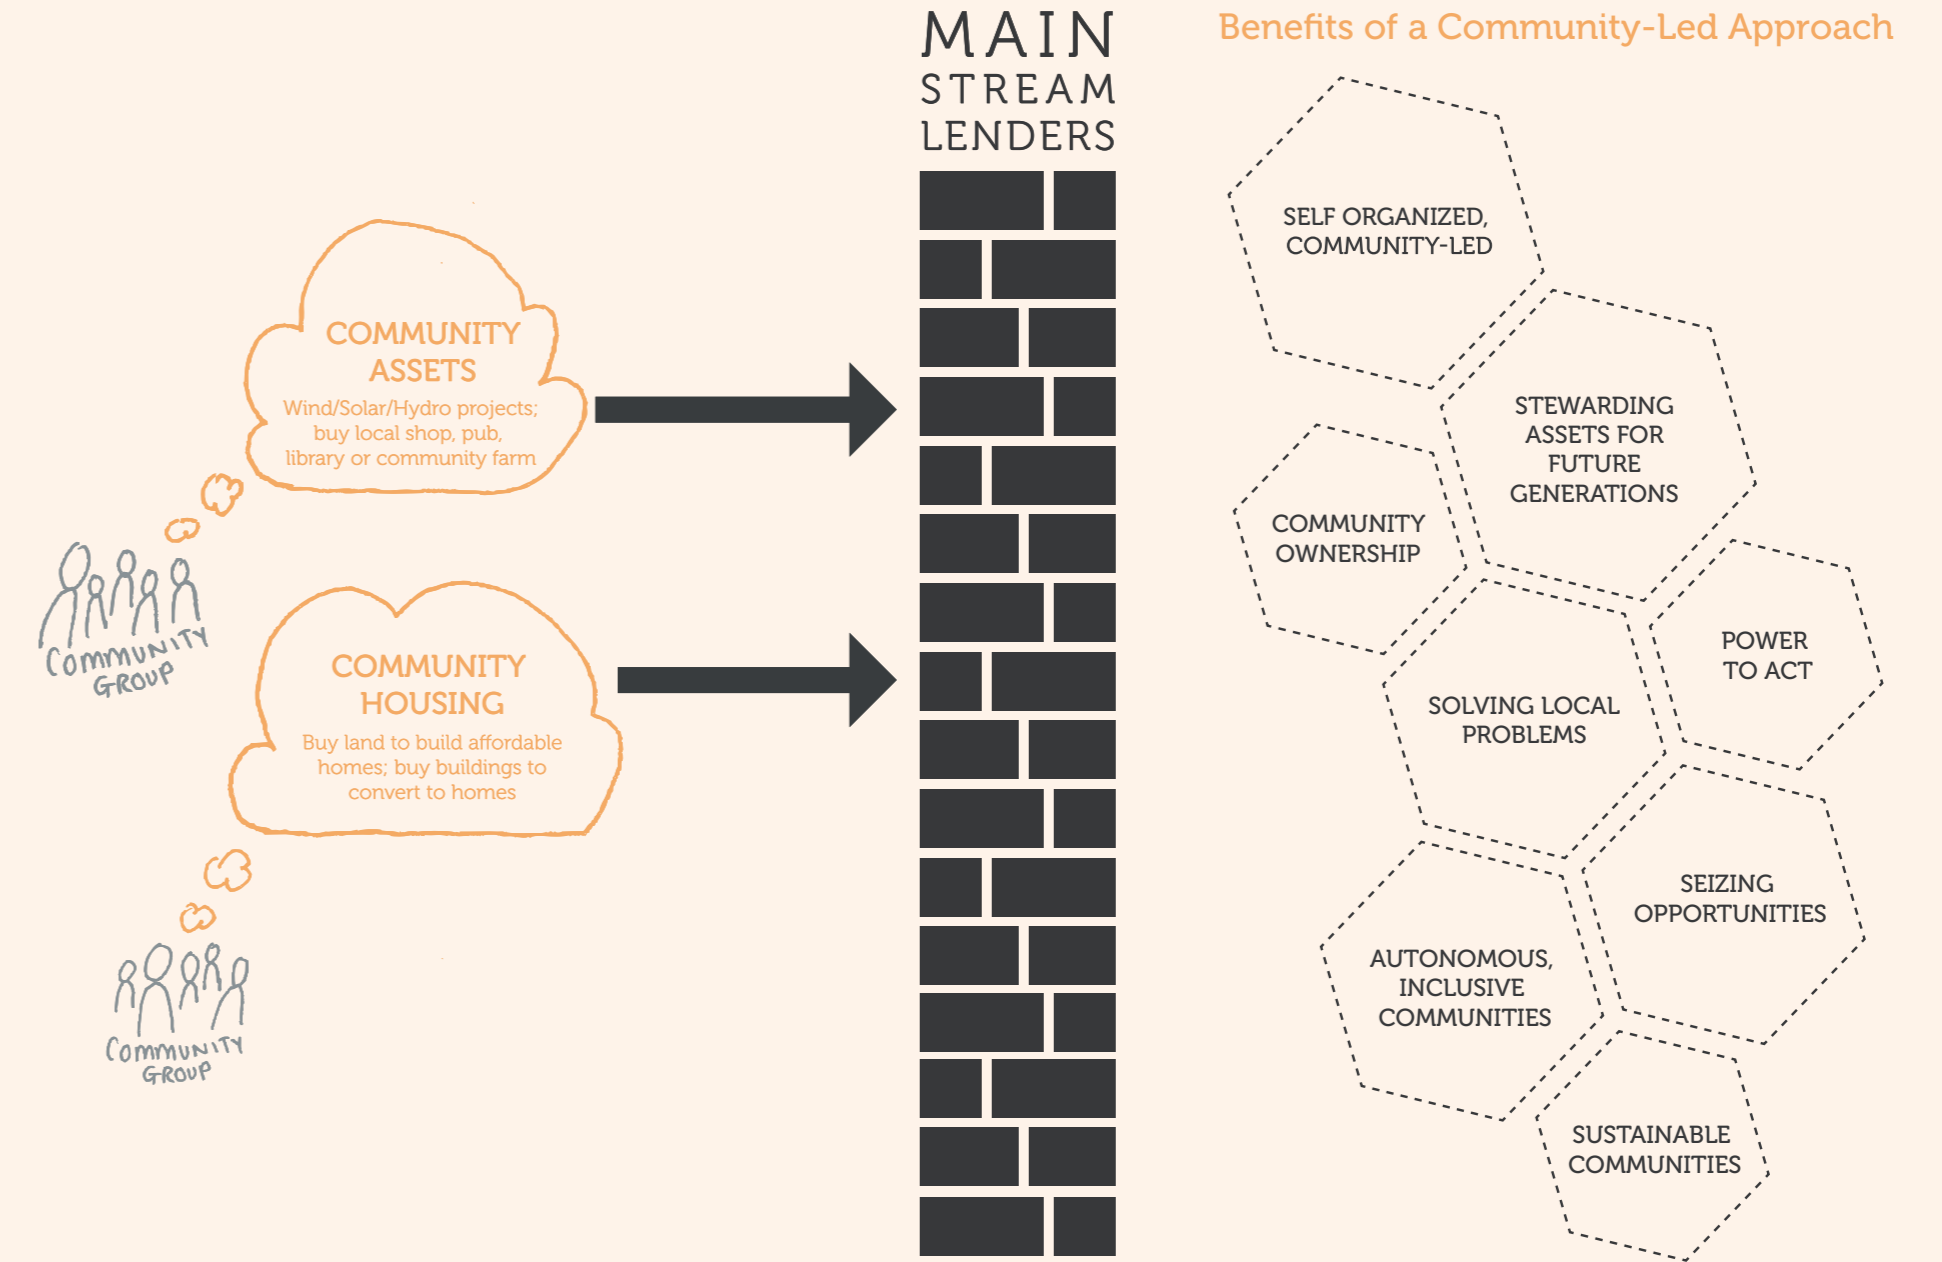 MAIN
STREAM
LENDERS
COMMUNITY
ASSETS
Wind/Solar/Hydro projects;
buy local shop, pub,
library or community farm
COMMUNITY
GROUP
COMMUNITY
HOUSING
Buy land to build affordable
homes; buy buildings to
convert to homes
COMMUNITY
GROUP
Benefits of a Community-Led Approach
SELF ORGANIZED,
COMMUNITY-LED
STEWARDING
ASSETS FOR
FUTURE
GENERATIONS
COMMUNITY
OWNERSHIP
POWER
TO ACT
SOLVING LOCAL
PROBLEMS
SEIZING
OPPORTUNITIES
AUTONOMOUS,
INCLUSIVE
COMMUNITIES
SUSTAINABLE
COMMUNITIES